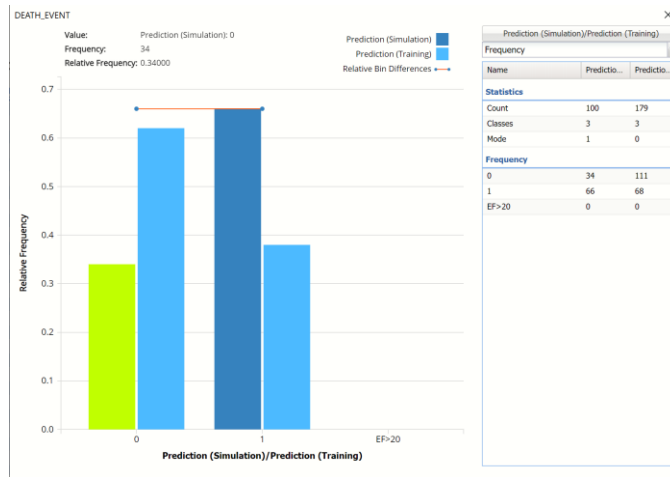 DEATH_EVENT
Value: Prediction (Simulation): 0
Frequency: 34
Relative Frequency: 0.34000
Prediction (Simulation)
Prediction (Training)
Relative Bin Differences
0.7
0.6
0.5
0.4
0.3
0.2
0.1
0.0
Relative Frequency
0 1 EF>20
Prediction (Simulation)/Prediction (Training)
Prediction (Simulation)/Prediction (Training)
Frequency
Name Predictio... Predictio...
Statistics
Count 100 179
Classes 3 3
Mode 1 0
Frequency
0 34 111
1 66 68
EF>20 0 0